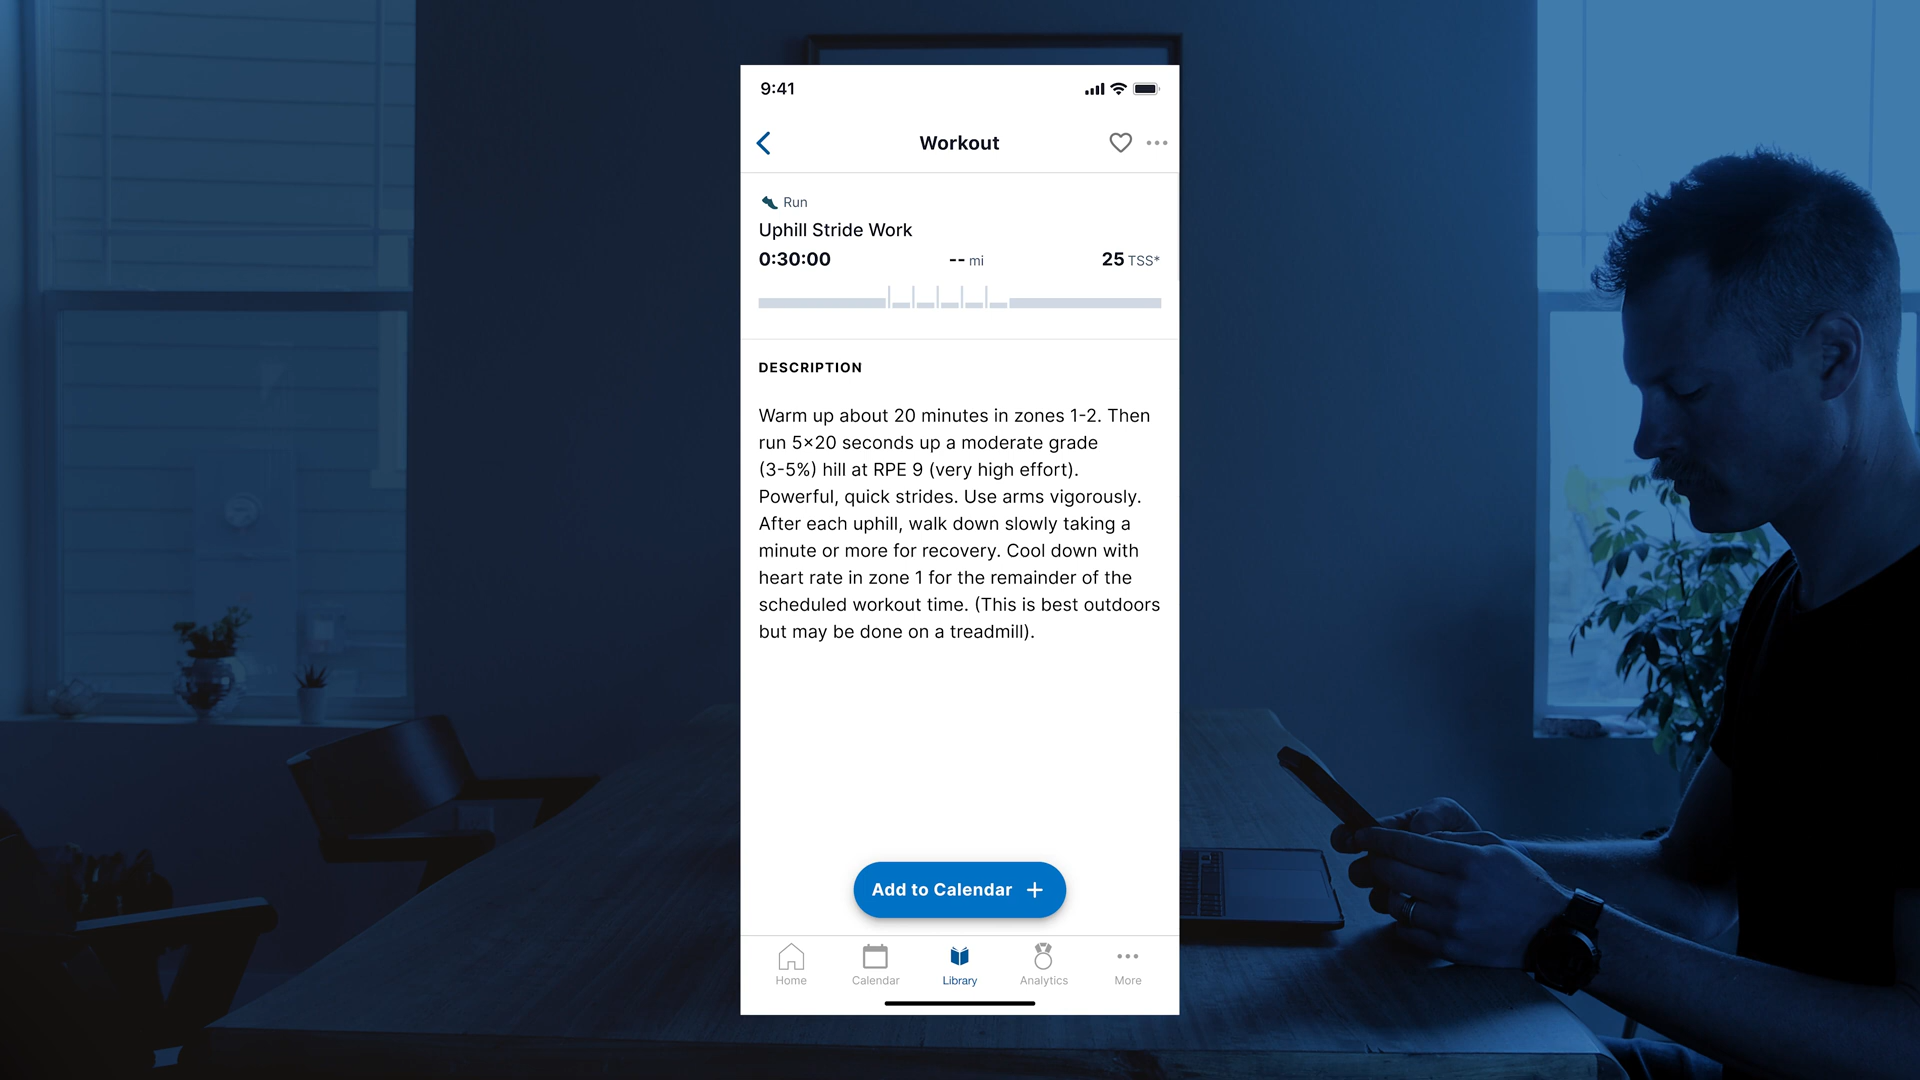 9:41
Workout
Run
Uphill Stride Work
0:30:00 -- mi 25 TSS*
DESCRIPTION
Warm up about 20 minutes in zones 1-2. Then
run 5×20 seconds up a moderate grade
(3-5%) hill at RPE 9 (very high effort).
Powerful, quick strides. Use arms vigorously.
After each uphill, walk down slowly taking a
minute or more for recovery. Cool down with
heart rate in zone 1 for the remainder of the
scheduled workout time. (This is best outdoors
but may be done on a treadmill).
Add to Calendar +
Home Calendar Library Analytics More